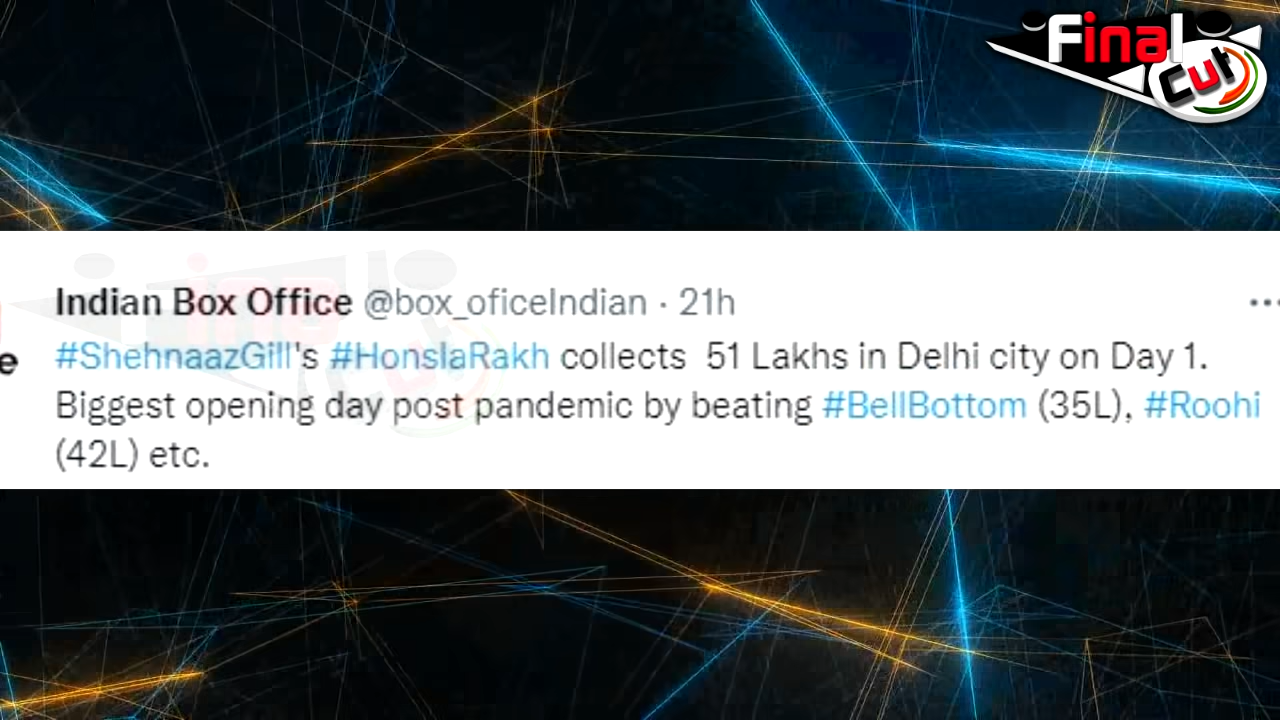 Final
Cut
Indian Box Office @box_oficeIndian · 21h
e
#ShehnaazGill's #HonslaRakh collects 51 Lakhs in Delhi city on Day 1.
Biggest opening day post pandemic by beating #BellBottom (35L), #Roohi
(42L) etc.